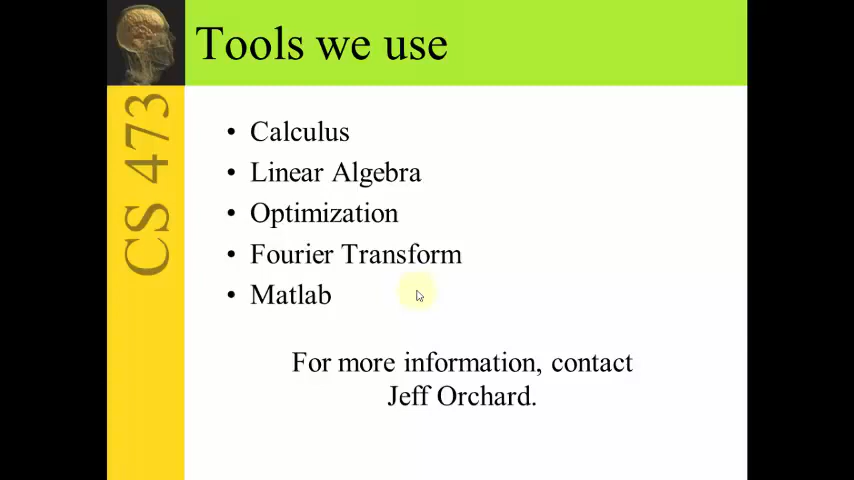 Tools we use
CS 473
• Calculus
• Linear Algebra
• Optimization
• Fourier Transform
• Matlab
For more information, contact
Jeff Orchard.